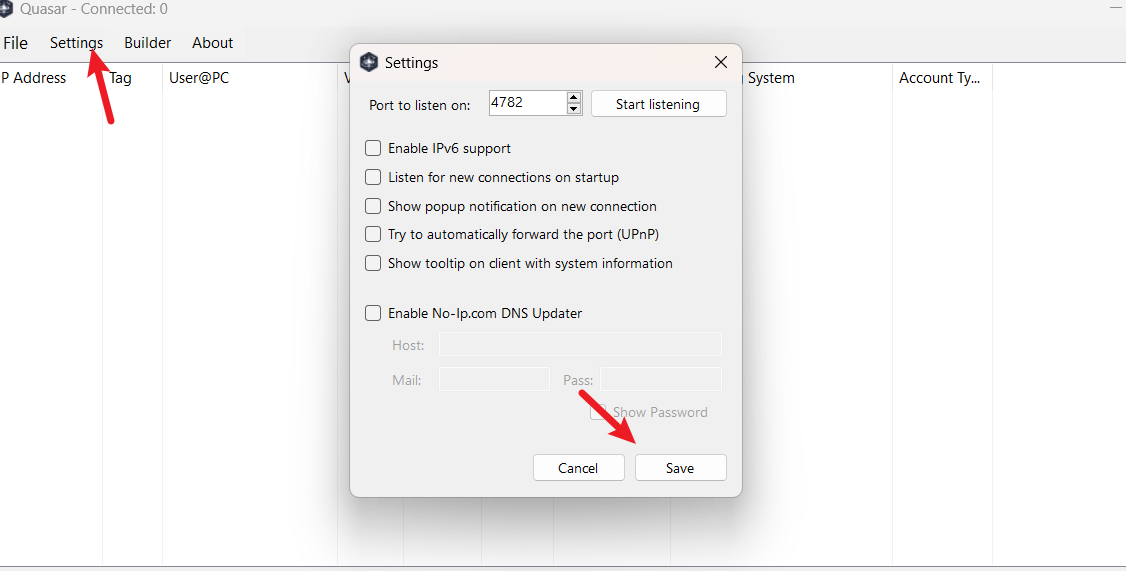 Quasar - Connected: 0
File Settings Builder About
P Address Tag User@PC V System Account Ty...
Settings
Port to listen on: 4782 Start listening
Enable IPv6 support
Listen for new connections on startup
Show popup notification on new connection
Try to automatically forward the port (UPnP)
Show tooltip on client with system information
Enable No-Ip.com DNS Updater
Host:
Mail: Pass:
Show Password
Cancel Save